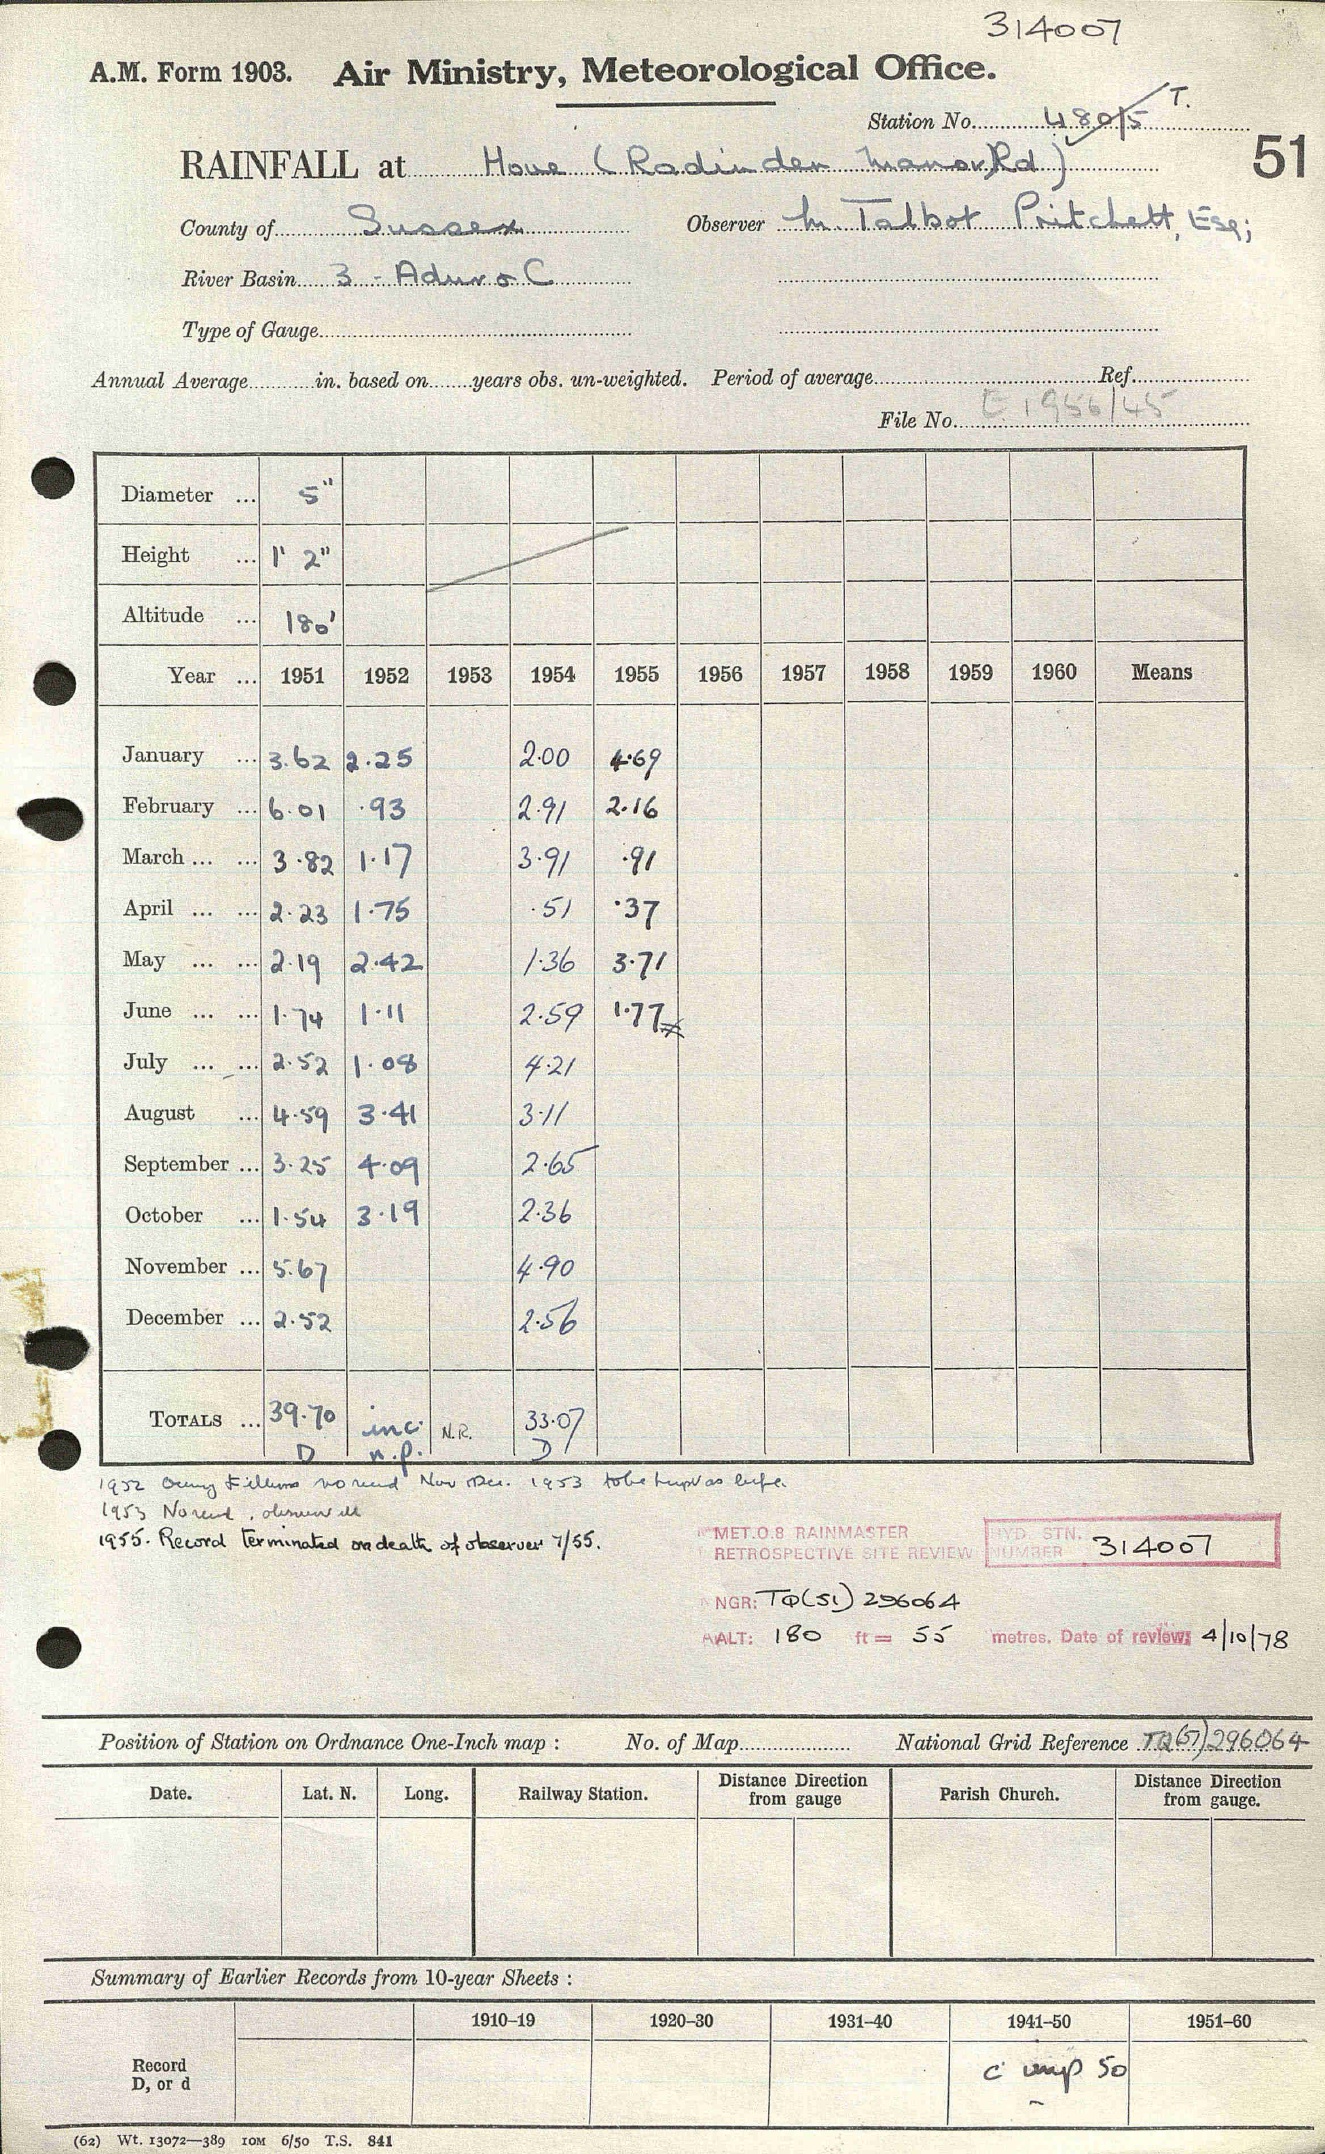 314007
A.M. Form 1903. Air Ministry, Meteorological Office.
Station No. 480/5 T.
51
RAINFALL at Hove (Radinden Manor Rd)
County of Sussex Observer M. Talbot Pritchett, Esq;
River Basin 3 - Adur & C
Type of Gauge
Annual Average in. based on years obs. un-weighted. Period of average Ref.
File No. E 1956/45
Diameter ... 5"
Height ... 1' 2"
Altitude ... 180'
Year ... 1951 1952 1953 1954 1955 1956 1957 1958 1959 1960 Means
January ... 3.62 2.25 2.00 4.69
February ... 6.01 .93 2.91 2.16
March ... ... 3.82 1.17 3.91 .91
April ... ... 2.23 1.75 .51 .37
May ... ... 2.19 2.42 1.36 3.71
June ... ... 1.74 1.11 2.59 1.77
July ... ... 2.52 1.08 4.21
August ... 4.59 3.41 3.11
September ... 3.25 4.09 2.65
October ... 1.54 3.19 2.36
November ... 5.67 4.90
December ... 2.52 2.56
TOTALS ... 39.70 inc. N.R. 33.07
D n.p. D
1952 Owing to illness no record Nov Dec. 1953 to be kept as before
1953 No record, observer ill
1955. Record terminated on death of observer 7/55.
MET.O.8 RAINMASTER
RETROSPECTIVE SITE REVIEW
HYD. STN.
NUMBER 314007
NGR: TQ(51) 296064
ALT: 180 ft = 55 metres. Date of review: 4/10/78
Position of Station on Ordnance One-Inch map : No. of Map National Grid Reference TQ(51)296064
Date. Lat. N. Long. Railway Station. Distance from gauge Direction Parish Church. Distance from gauge. Direction
Summary of Earlier Records from 10-year Sheets :
1910–19 1920–30 1931–40 1941–50 1951–60
Record
D, or d
c 50
(62) Wt. 13072—389 10M 6/50 T.S. 841